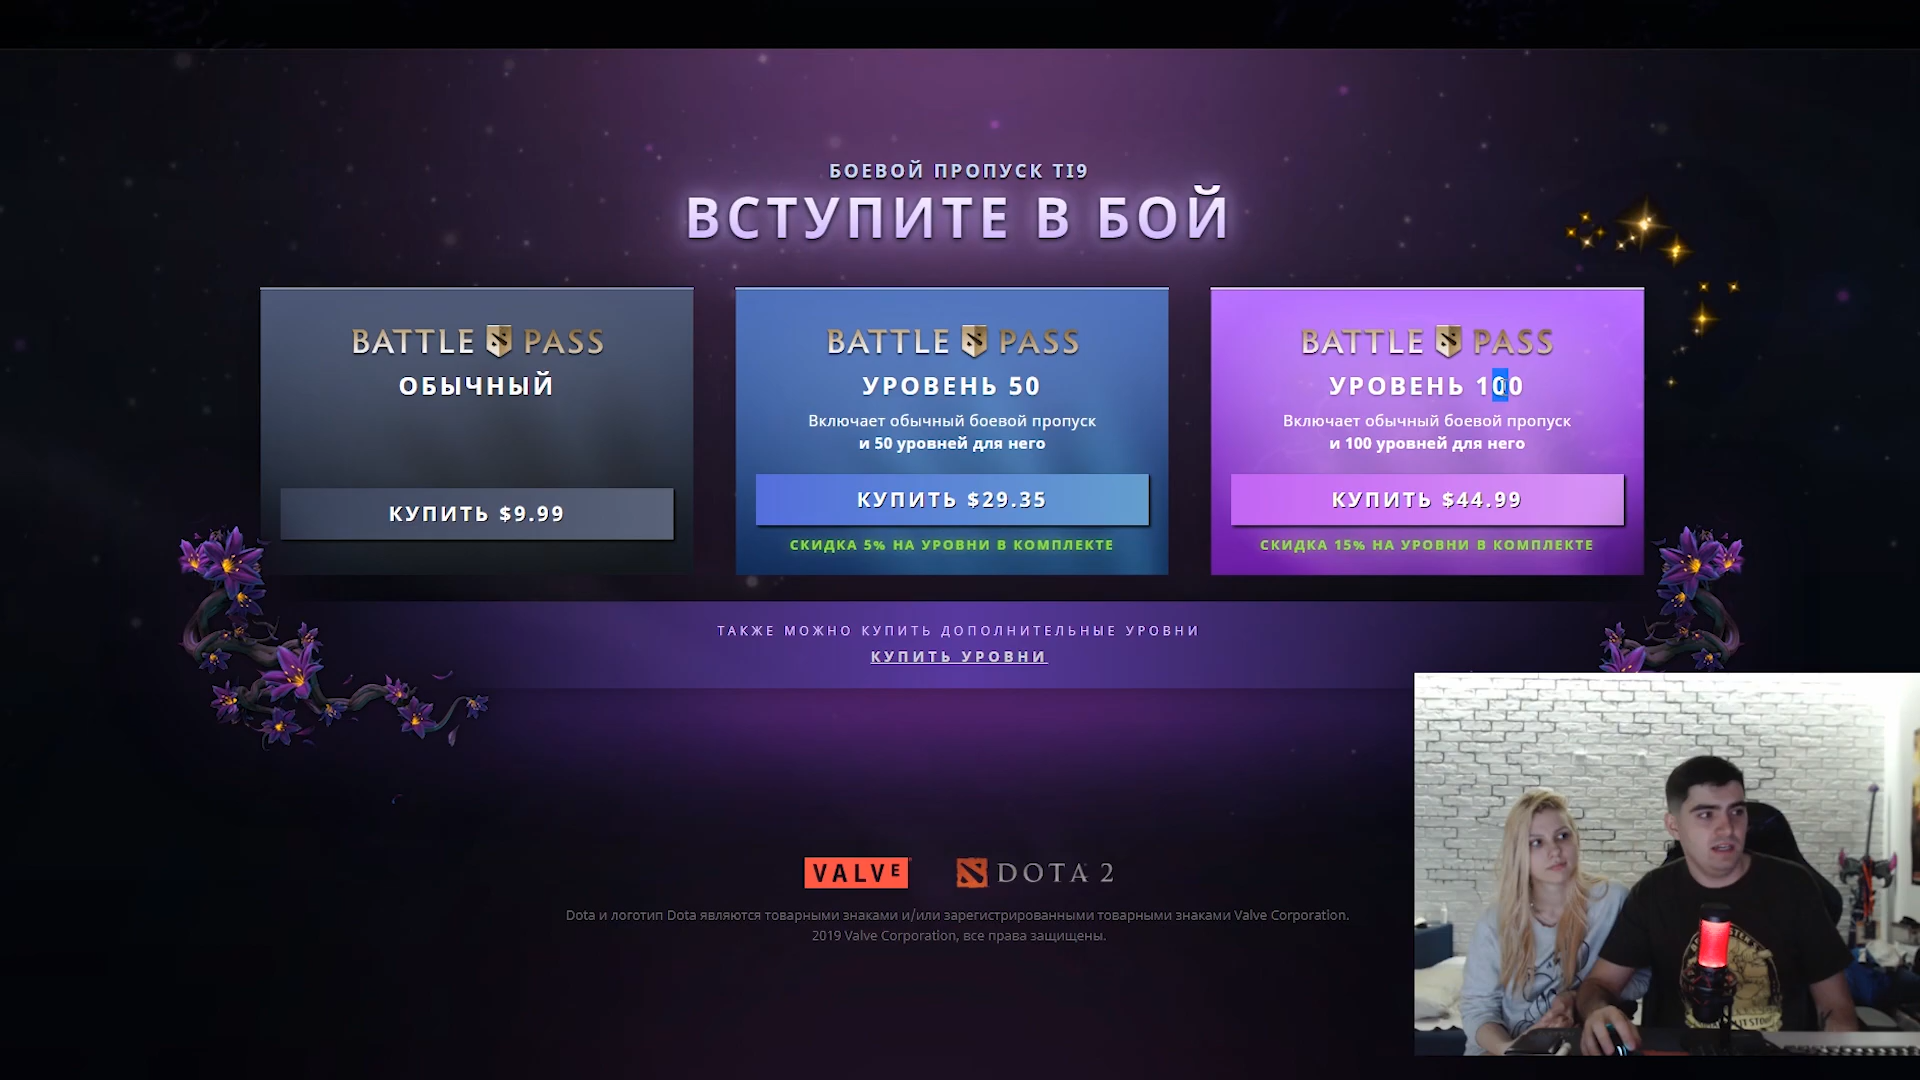 БОЕВОЙ ПРОПУСК TI9
ВСТУПИТЕ В БОЙ
BATTLE PASS
ОБЫЧНЫЙ
КУПИТЬ $9.99
BATTLE PASS
УРОВЕНЬ 50
Включает обычный боевой пропуск
и 50 уровней для него
КУПИТЬ $29.35
СКИДКА 5% НА УРОВНИ В КОМПЛЕКТЕ
BATTLE PASS
УРОВЕНЬ 100
Включает обычный боевой пропуск
и 100 уровней для него
КУПИТЬ $44.99
СКИДКА 15% НА УРОВНИ В КОМПЛЕКТЕ
ТАКЖЕ МОЖНО КУПИТЬ ДОПОЛНИТЕЛЬНЫЕ УРОВНИ
КУПИТЬ УРОВНИ
VALVE
DOTA 2
Dota и логотип Dota являются товарными знаками и/или зарегистрированными товарными знаками Valve Corporation.
2019 Valve Corporation, все права защищены.